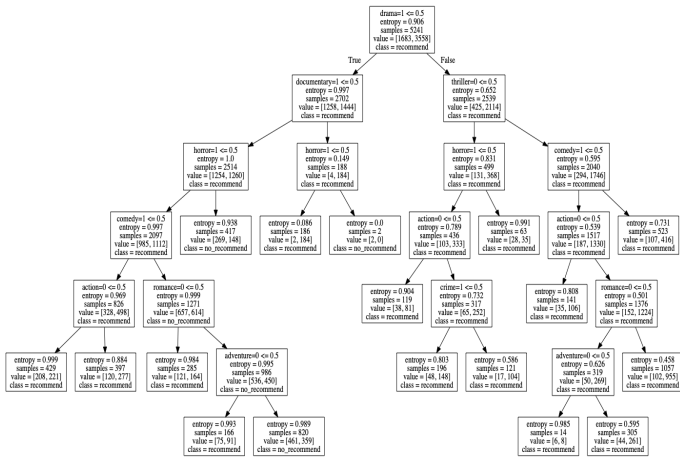 drama=1 <= 0.5
entropy = 0.906
samples = 5241
value = [1683, 3558]
class = recommend
True
False
documentary=1 <= 0.5
entropy = 0.997
samples = 2702
value = [1258, 1444]
class = recommend
thriller=0 <= 0.5
entropy = 0.652
samples = 2539
value = [425, 2114]
class = recommend
horror=1 <= 0.5
entropy = 1.0
samples = 2514
value = [1254, 1260]
class = recommend
horror=1 <= 0.5
entropy = 0.149
samples = 188
value = [4, 184]
class = recommend
horror=1 <= 0.5
entropy = 0.831
samples = 499
value = [131, 368]
class = recommend
comedy=1 <= 0.5
entropy = 0.595
samples = 2040
value = [294, 1746]
class = recommend
comedy=1 <= 0.5
entropy = 0.997
samples = 2097
value = [985, 1112]
class = recommend
entropy = 0.938
samples = 417
value = [269, 148]
class = no_recommend
entropy = 0.086
samples = 186
value = [2, 184]
class = recommend
entropy = 0.0
samples = 2
value = [2, 0]
class = no_recommend
action=0 <= 0.5
entropy = 0.789
samples = 436
value = [103, 333]
class = recommend
entropy = 0.991
samples = 63
value = [28, 35]
class = recommend
action=0 <= 0.5
entropy = 0.539
samples = 1517
value = [187, 1330]
class = recommend
entropy = 0.731
samples = 523
value = [107, 416]
class = recommend
action=0 <= 0.5
entropy = 0.969
samples = 826
value = [328, 498]
class = recommend
romance=0 <= 0.5
entropy = 0.999
samples = 1271
value = [657, 614]
class = no_recommend
entropy = 0.904
samples = 119
value = [38, 81]
class = recommend
crime=1 <= 0.5
entropy = 0.732
samples = 317
value = [65, 252]
class = recommend
entropy = 0.808
samples = 141
value = [35, 106]
class = recommend
romance=0 <= 0.5
entropy = 0.501
samples = 1376
value = [152, 1224]
class = recommend
entropy = 0.999
samples = 429
value = [208, 221]
class = recommend
entropy = 0.884
samples = 397
value = [120, 277]
class = recommend
entropy = 0.984
samples = 285
value = [121, 164]
class = recommend
adventure=0 <= 0.5
entropy = 0.995
samples = 986
value = [536, 450]
class = no_recommend
entropy = 0.803
samples = 196
value = [48, 148]
class = recommend
entropy = 0.586
samples = 121
value = [17, 104]
class = recommend
adventure=0 <= 0.5
entropy = 0.626
samples = 319
value = [50, 269]
class = recommend
entropy = 0.458
samples = 1057
value = [102, 955]
class = recommend
entropy = 0.993
samples = 166
value = [75, 91]
class = recommend
entropy = 0.989
samples = 820
value = [461, 359]
class = no_recommend
entropy = 0.985
samples = 14
value = [6, 8]
class = recommend
entropy = 0.595
samples = 305
value = [44, 261]
class = recommend